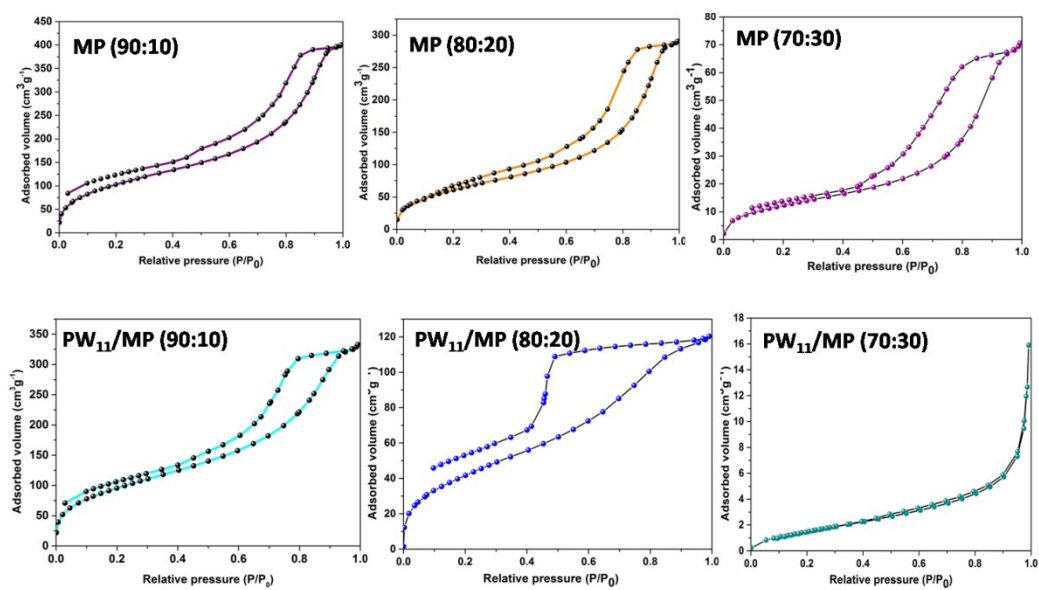 MP (90:10)
Adsorbed volume (cm³g⁻¹)
450
400
350
300
250
200
150
100
50
0
0.0 0.2 0.4 0.6 0.8 1.0
Relative pressure (P/P₀)
MP (80:20)
Adsorbed volume (cm³g⁻¹)
350
300
250
200
150
100
50
0
0.0 0.2 0.4 0.6 0.8 1.0
Relative pressure (P/P₀)
MP (70:30)
Adsorbed volume (cm³g⁻¹)
80
70
60
50
40
30
20
10
0
0.0 0.2 0.4 0.6 0.8 1.0
Relative pressure (P/P₀)
PW₁₁/MP (90:10)
Adsorbed volume (cm³g⁻¹)
350
300
250
200
150
100
50
0
0.0 0.2 0.4 0.6 0.8 1.0
Relative pressure (P/P₀)
PW₁₁/MP (80:20)
Adsorbed volume (cm³g⁻¹)
120
100
80
60
40
20
0
0.0 0.2 0.4 0.6 0.8 1.0
Relative pressure (P/P₀)
PW₁₁/MP (70:30)
Adsorbed volume (cm³g⁻¹)
18
16
14
12
10
8
6
4
2
0
0.0 0.2 0.4 0.6 0.8 1.0
Relative pressure (P/P₀)